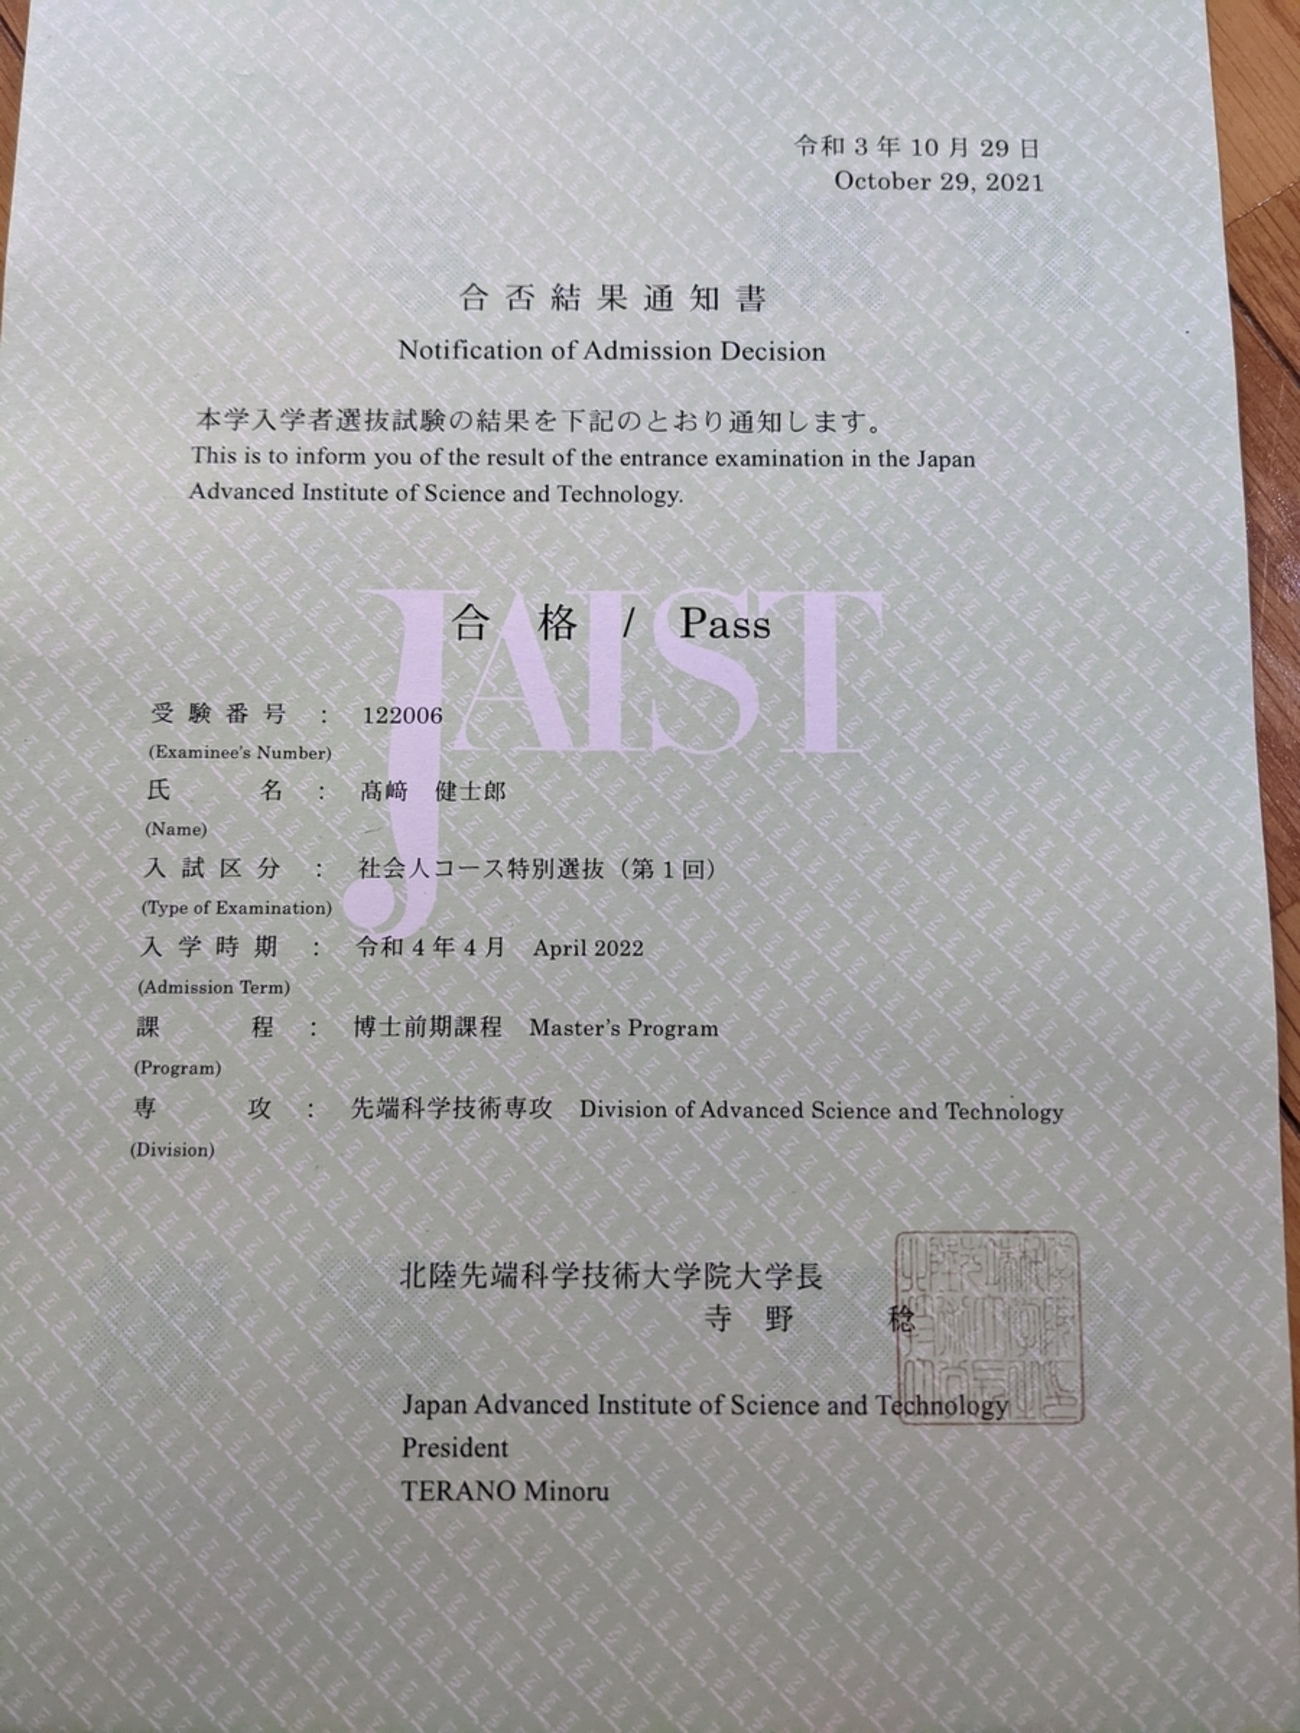 令和 3 年 10 月 29 日
October 29, 2021
合否結果通知書
Notification of Admission Decision
本学入学者選抜試験の結果を下記のとおり通知します。
This is to inform you of the result of the entrance examination in the Japan
Advanced Institute of Science and Technology.
JAIST
合 格 / Pass
受験番号 : 122006
(Examinee's Number)
氏 名 : 髙﨑 健士郎
(Name)
入試区分 : 社会人コース特別選抜（第 1 回）
(Type of Examination)
入学時期 : 令和 4 年 4 月 April 2022
(Admission Term)
課 程 : 博士前期課程 Master's Program
(Program)
専 攻 : 先端科学技術専攻 Division of Advanced Science and Technology
(Division)
北陸先端科学技術大学院大学長
寺 野 稔
Japan Advanced Institute of Science and Technology
President
TERANO Minoru